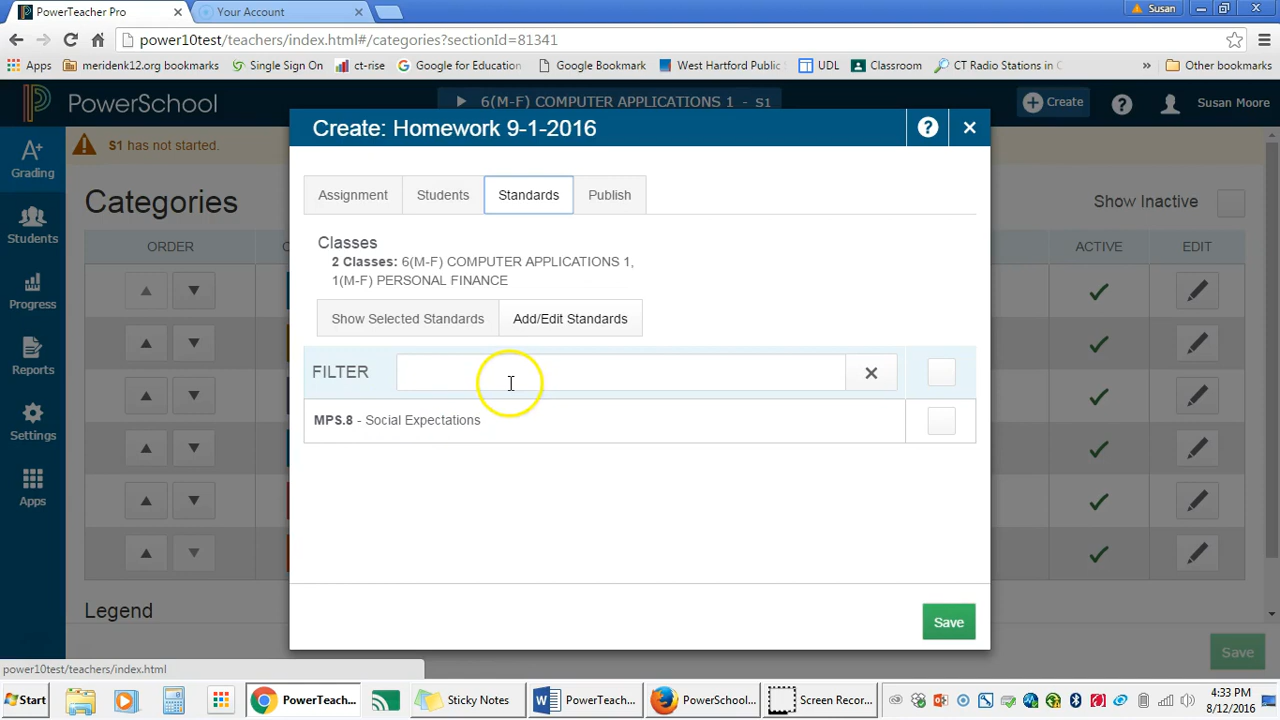 PowerTeacher Pro
Your Account
Susan
power10test/teachers/index.html#/categories?sectionId=81341
Apps
meridenk12.org bookmarks
Single Sign On
ct-rise
Google for Education
Google Bookmark
West Hartford Public
UDL
Classroom
CT Radio Stations in C
Other bookmarks
PowerSchool
6(M-F) COMPUTER APPLICATIONS 1 - S1
Create
Susan Moore
Grading
Students
Progress
Reports
Settings
Apps
S1 has not started.
Categories
Show Inactive
ORDER
ACTIVE
EDIT
Legend
Save
Create: Homework 9-1-2016
Assignment
Students
Standards
Publish
Classes
2 Classes: 6(M-F) COMPUTER APPLICATIONS 1,
1(M-F) PERSONAL FINANCE
Show Selected Standards
Add/Edit Standards
FILTER
MPS.8 - Social Expectations
Save
power10test/teachers/index.html
Start
PowerTeach...
Sticky Notes
PowerTeach...
PowerSchool...
Screen Recor...
4:33 PM
8/12/2016